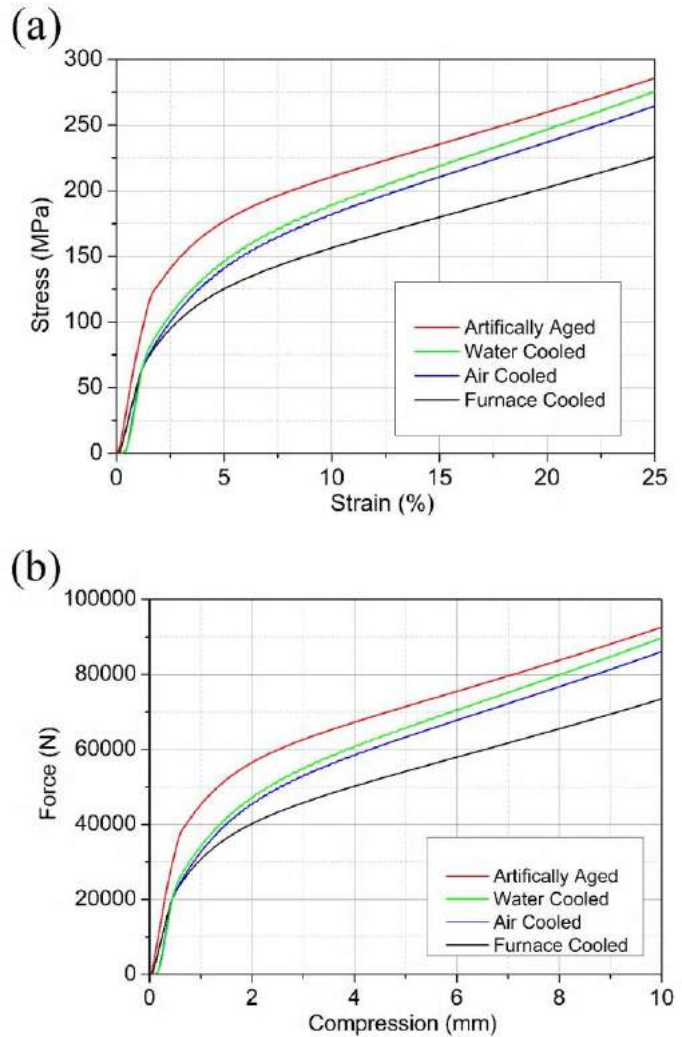 (a)
300
250
200
150
100
50
0
Stress (MPa)
0 5 10 15 20 25
Strain (%)
Artifically Aged
Water Cooled
Air Cooled
Furnace Cooled
(b)
100000
80000
60000
40000
20000
0
Force (N)
0 2 4 6 8 10
Compression (mm)
Artifically Aged
Water Cooled
Air Cooled
Furnace Cooled